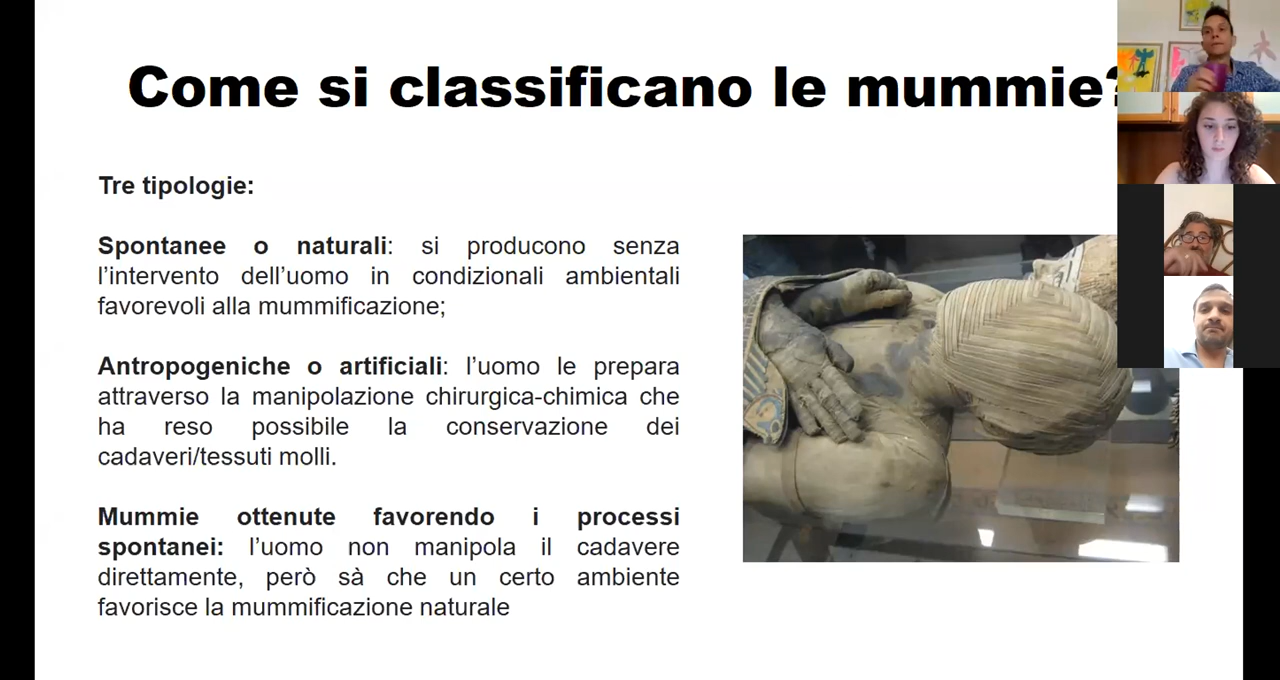 Come si classificano le mummie?
Tre tipologie:
Spontanee o naturali: si producono senza
l’intervento dell’uomo in condizionali ambientali
favorevoli alla mummificazione;
Antropogeniche o artificiali: l’uomo le prepara
attraverso la manipolazione chirurgica-chimica che
ha reso possibile la conservazione dei
cadaveri/tessuti molli.
Mummie ottenute favorendo i processi
spontanei: l’uomo non manipola il cadavere
direttamente, però sà che un certo ambiente
favorisce la mummificazione naturale